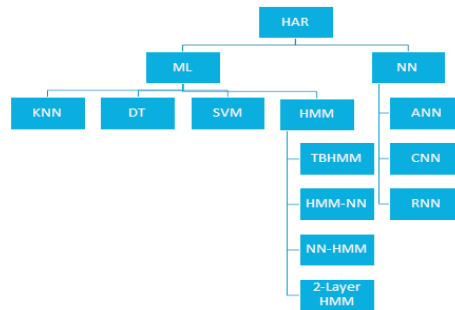 HAR
ML
NN
KNN
DT
SVM
HMM
ANN
TBHMM
CNN
HMM-NN
RNN
NN-HMM
2-Layer
HMM